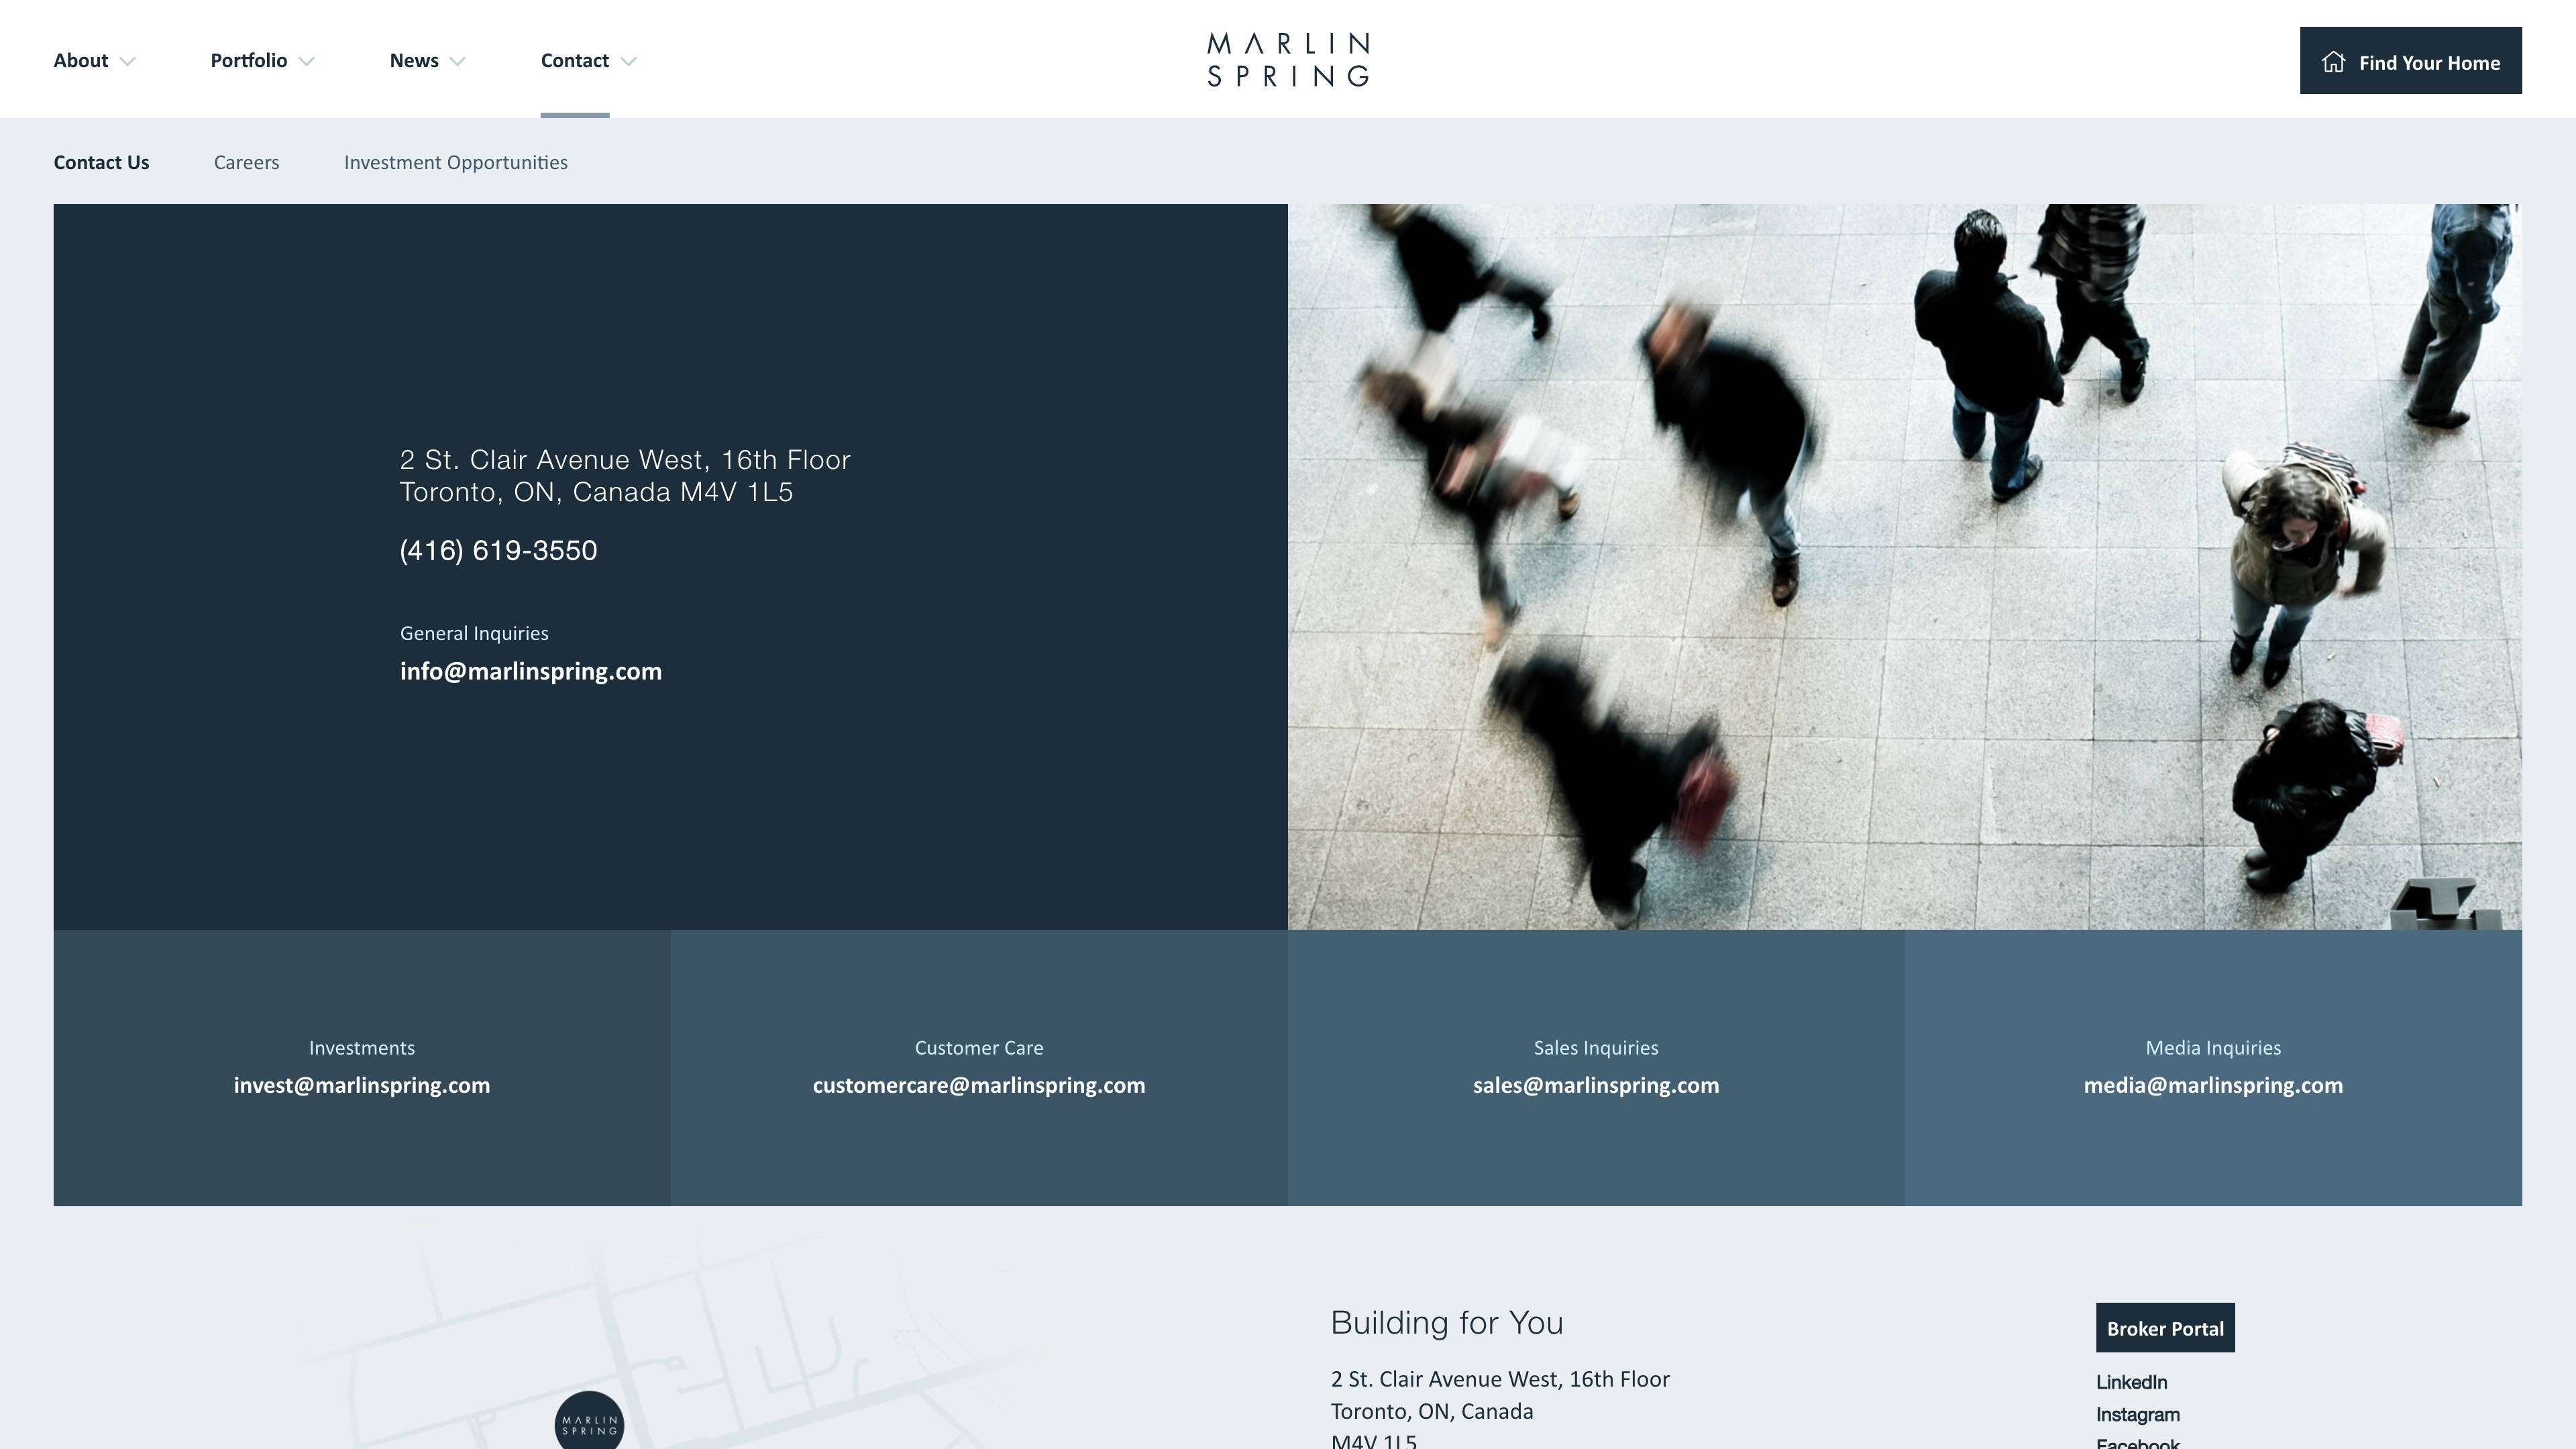 About
Portfolio
News
Contact
MARLIN
SPRING
Find Your Home
Contact Us
Careers
Investment Opportunities
2 St. Clair Avenue West, 16th Floor
Toronto, ON, Canada M4V 1L5
(416) 619-3550
General Inquiries
info@marlinspring.com
Investments
invest@marlinspring.com
Customer Care
customercare@marlinspring.com
Sales Inquiries
sales@marlinspring.com
Media Inquiries
media@marlinspring.com
MARLIN
SPRING
Building for You
2 St. Clair Avenue West, 16th Floor
Toronto, ON, Canada
M4V 1L5
Broker Portal
LinkedIn
Instagram
Facebook